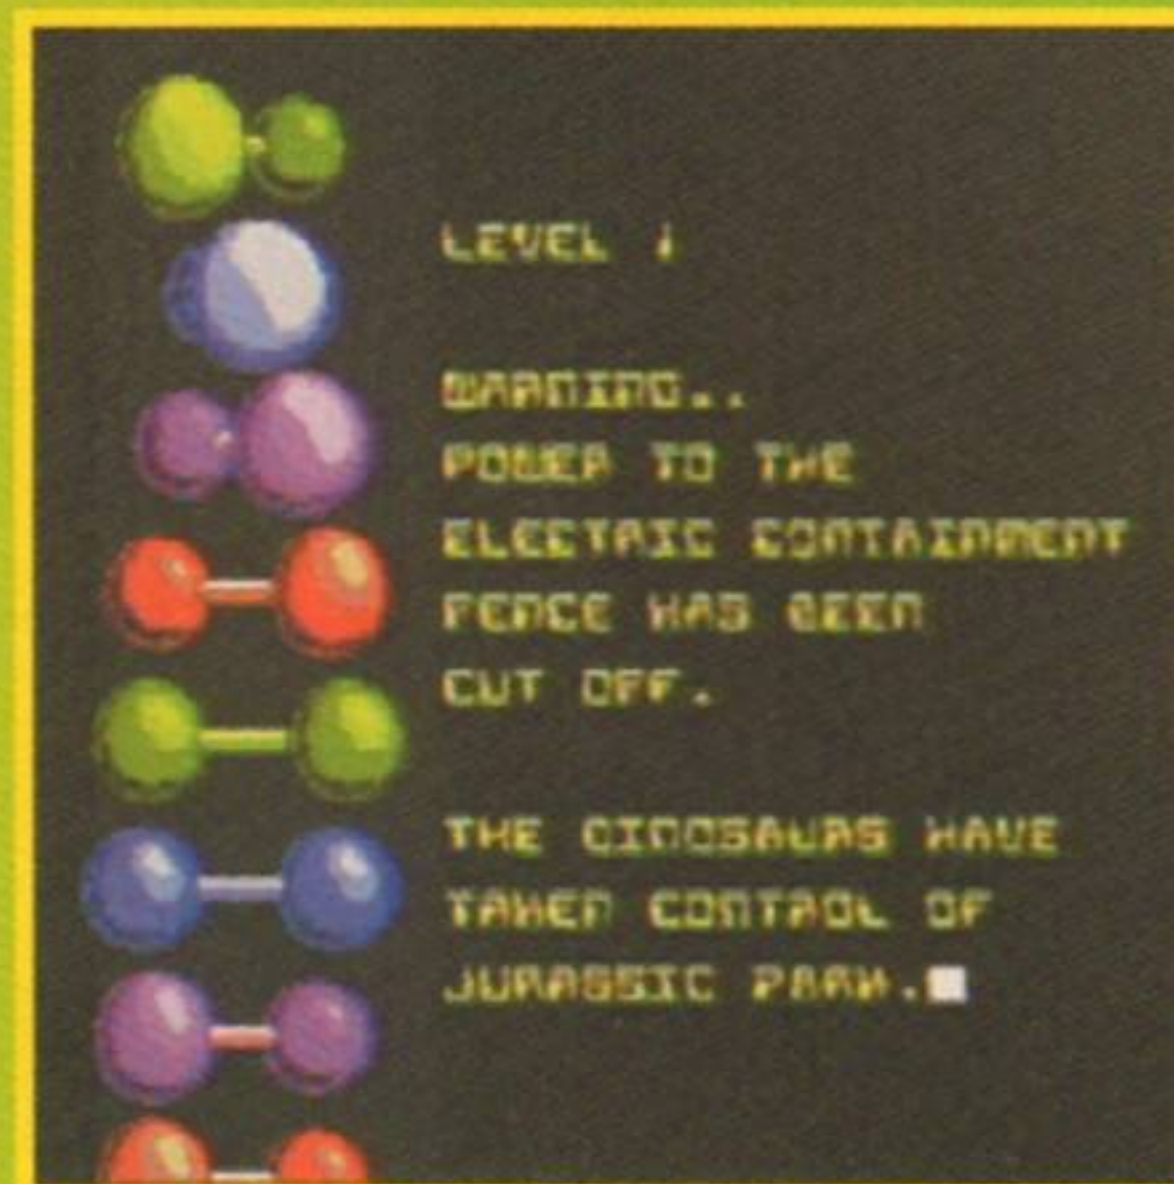 LEVEL 1
WARNING..
POWER TO THE
ELECTRIC CONTAINMENT
FENCE HAS BEEN
CUT OFF.
THE DINOSAURS HAVE
TAKEN CONTROL OF
JURASSIC PARK.